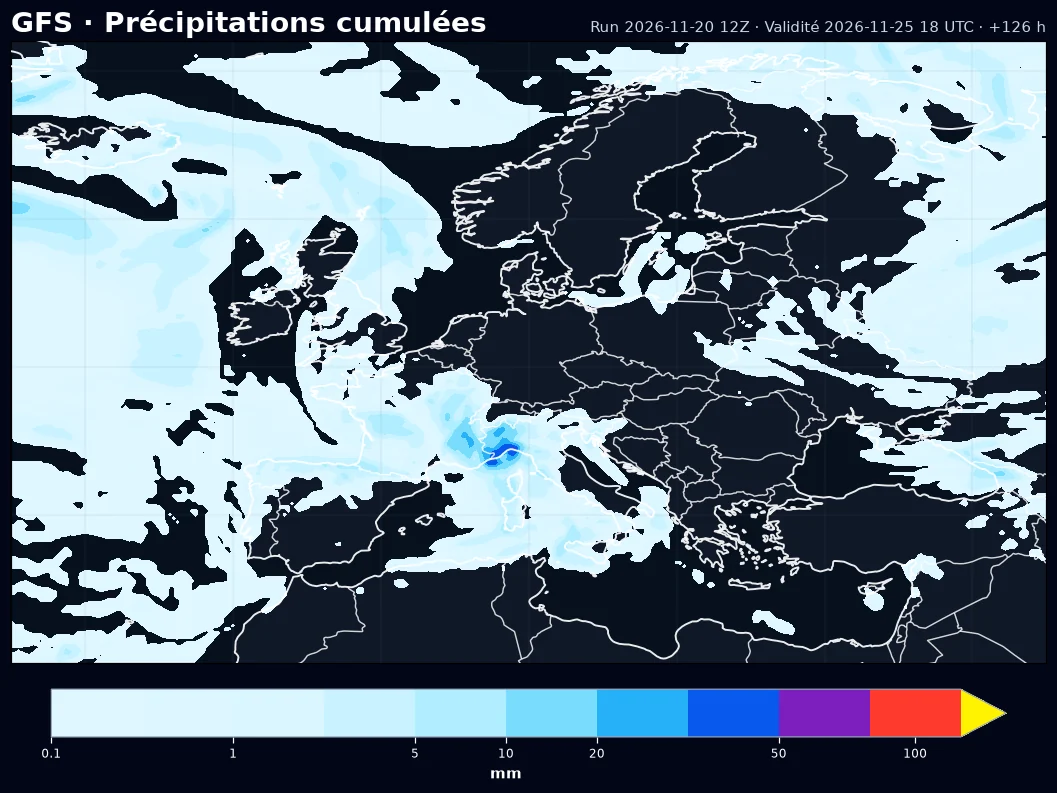 GFS · Précipitations cumulées
Run 2026-11-20 12Z · Validité 2026-11-25 18 UTC · +126 h
0.1 1 5 10 20 50 100
mm